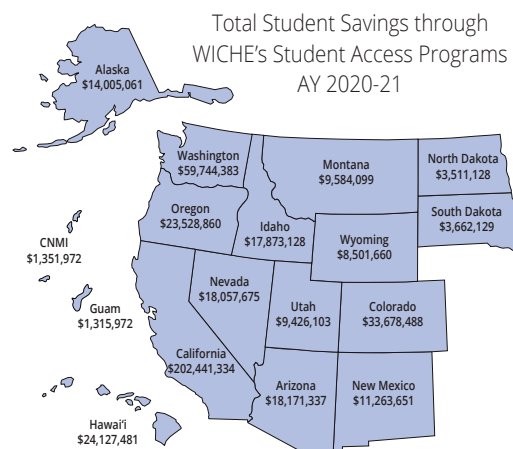 Total Student Savings through
WICHE's Student Access Programs
AY 2020-21
Alaska
$14,005,061
Washington
$59,744,383
Montana
$9,584,099
North Dakota
$3,511,128
Oregon
$23,528,860
Idaho
$17,873,128
South Dakota
$3,662,129
Wyoming
$8,501,660
CNMI
$1,351,972
Nevada
$18,057,675
Utah
$9,426,103
Colorado
$33,678,488
Guam
$1,315,972
California
$202,441,334
Arizona
$18,171,337
New Mexico
$11,263,651
Hawai‘i
$24,127,481